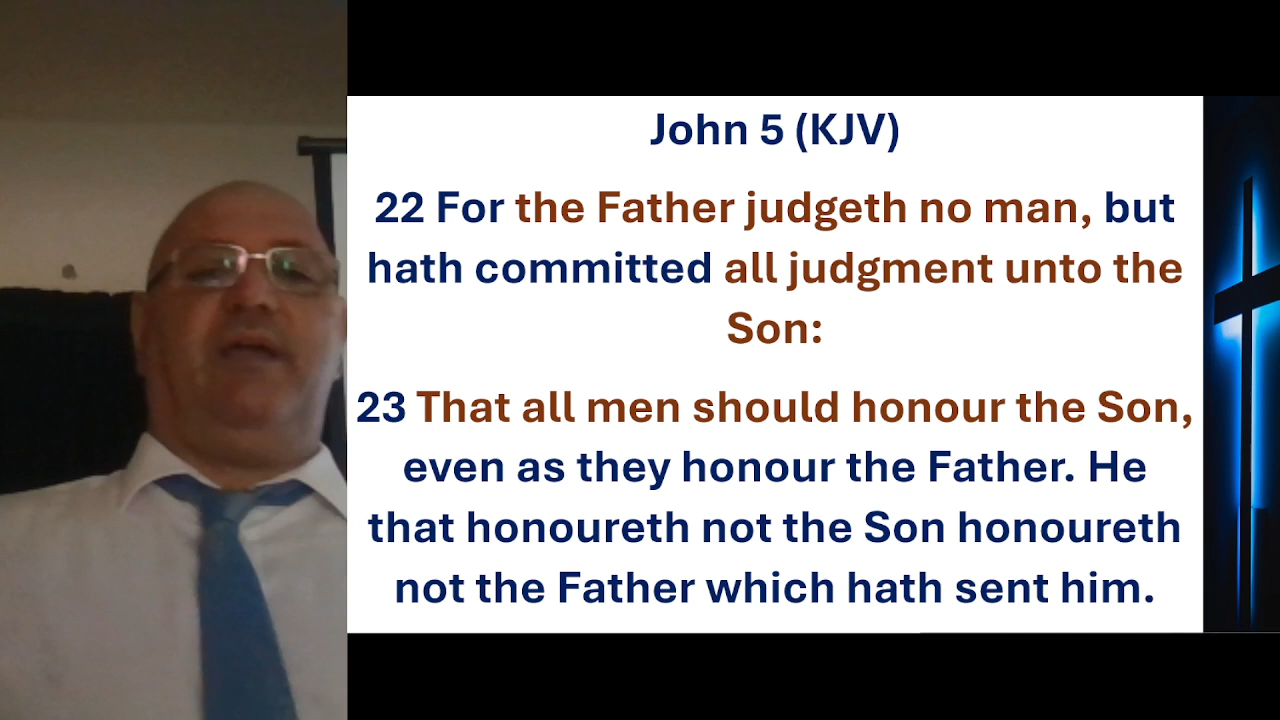 John 5 (KJV)
22 For the Father judgeth no man, but
hath committed all judgment unto the
Son:
23 That all men should honour the Son,
even as they honour the Father. He
that honoureth not the Son honoureth
not the Father which hath sent him.